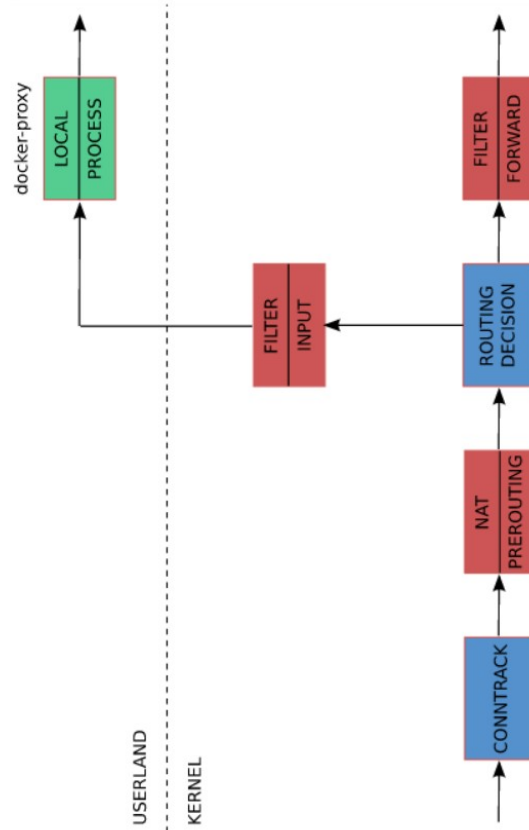 docker-proxy
LOCAL
PROCESS
USERLAND
KERNEL
FILTER
INPUT
CONNTRACK
NAT
PREROUTING
ROUTING
DECISION
FILTER
FORWARD